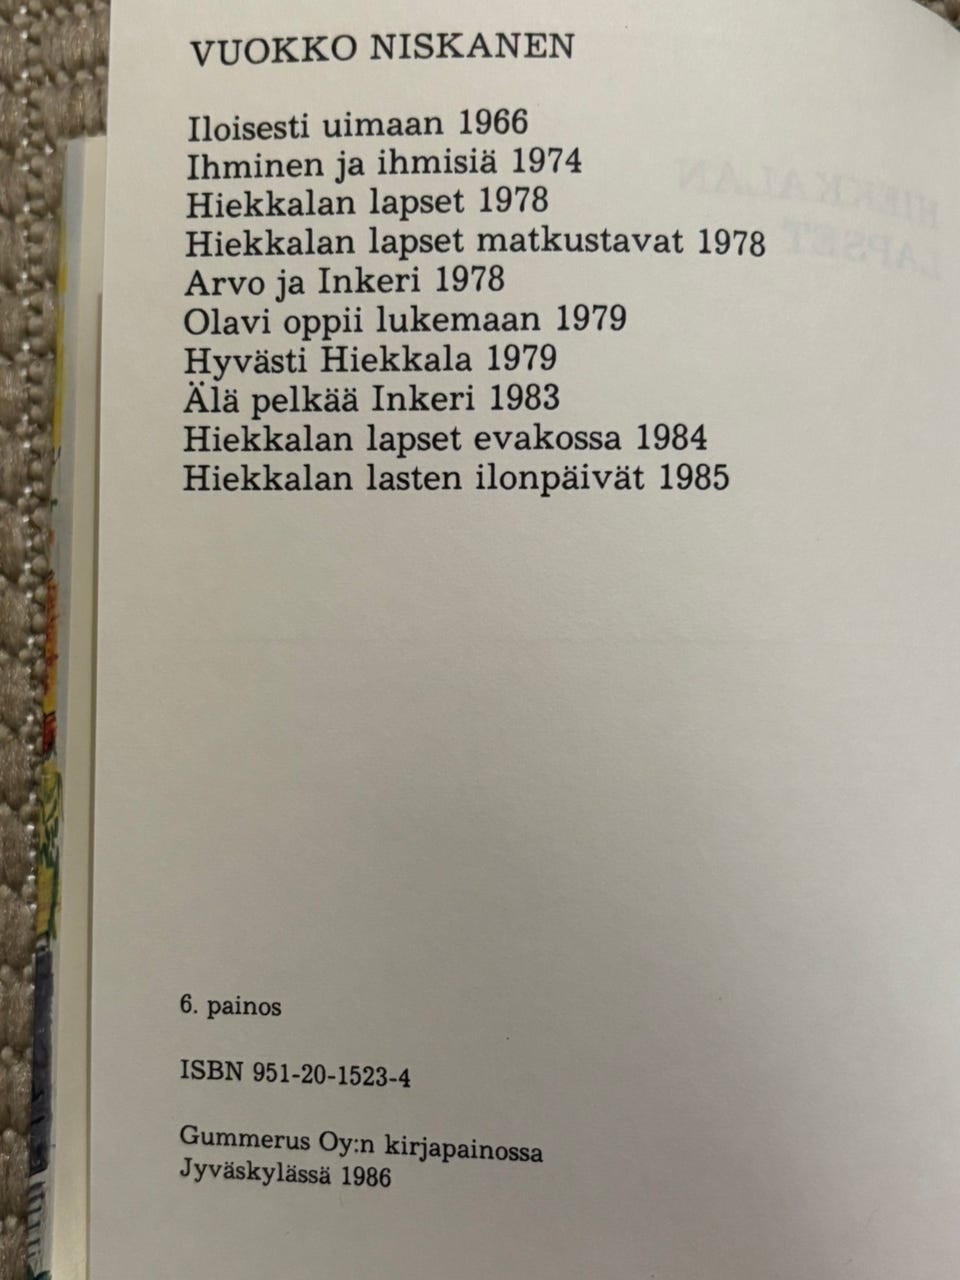 VUOKKO NISKANEN
Iloisesti uimaan 1966
Ihminen ja ihmisiä 1974
Hiekkalan lapset 1978
Hiekkalan lapset matkustavat 1978
Arvo ja Inkeri 1978
Olavi oppii lukemaan 1979
Hyvästi Hiekkala 1979
Älä pelkää Inkeri 1983
Hiekkalan lapset evakossa 1984
Hiekkalan lasten ilonpäivät 1985
HIEKKALAN
LAPSET
6. painos
ISBN 951-20-1523-4
Gummerus Oy:n kirjapainossa
Jyväskylässä 1986